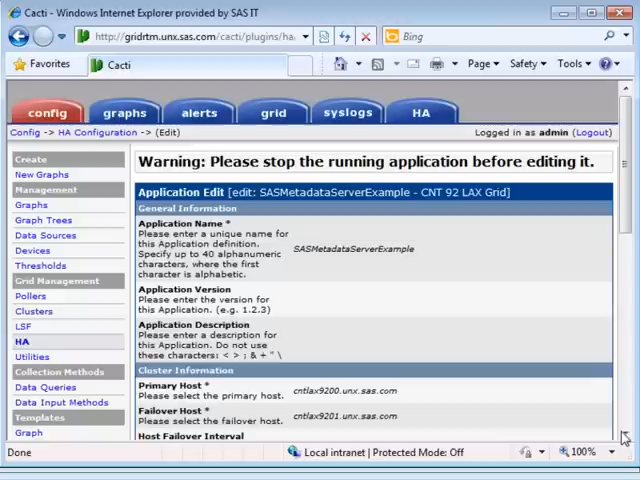 Cacti - Windows Internet Explorer provided by SAS IT
http://gridrtm.unx.sas.com/cacti/plugins/ha
Bing
Favorites
Cacti
Page
Safety
Tools
config
graphs
alerts
grid
syslogs
HA
Config -> HA Configuration -> (Edit)
Logged in as admin (Logout)
Create
New Graphs
Management
Graphs
Graph Trees
Data Sources
Devices
Thresholds
Grid Management
Pollers
Clusters
LSF
HA
Utilities
Collection Methods
Data Queries
Data Input Methods
Templates
Graph
Warning: Please stop the running application before editing it.
Application Edit [edit: SASMetadataServerExample - CNT 92 LAX Grid]
General Information
Application Name *
Please enter a unique name for
this Application definition.
Specify up to 40 alphanumeric
characters, where the first
character is alphabetic.
SASMetadataServerExample
Application Version
Please enter the version for
this Application. (e.g. 1.2.3)
Application Description
Please enter a description for
this Application. Do not use
these characters: < > ; & + " \
Cluster Information
Primary Host *
Please select the primary host.
cntlax9200.unx.sas.com
Failover Host *
Please select the failover host.
cntlax9201.unx.sas.com
Host Failover Interval
Done
Local intranet | Protected Mode: Off
100%